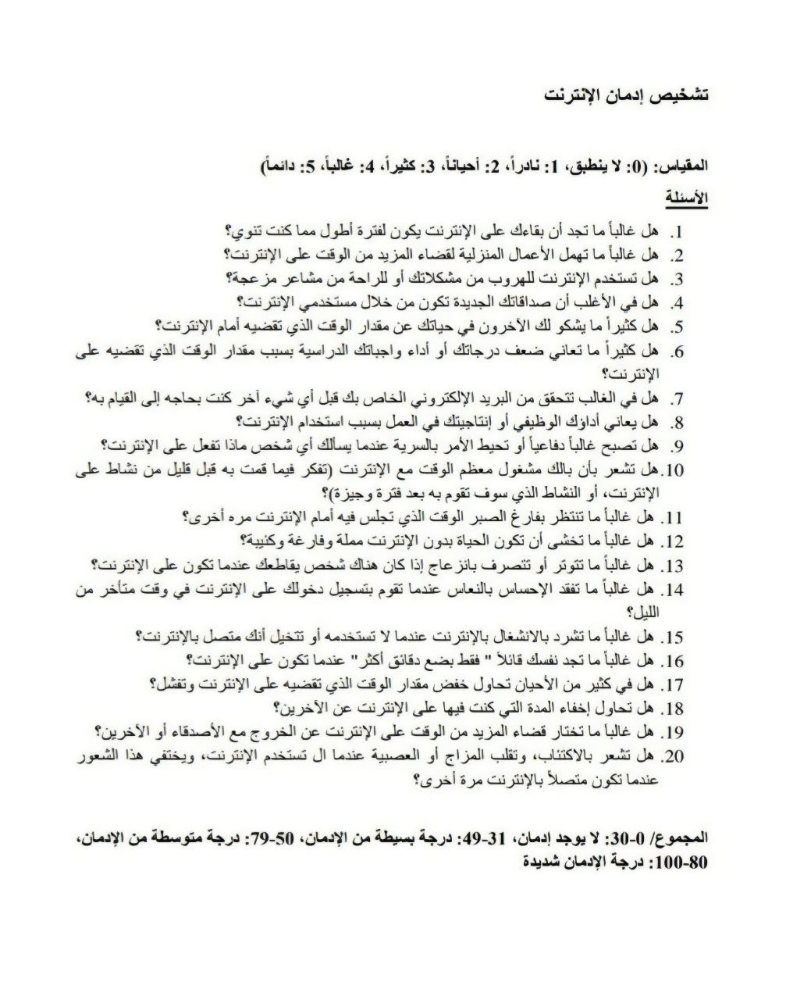 تشخيص إدمان الإنترنت
المقياس: (0: لا ينطبق، 1: نادراً، 2: أحياناً، 3: كثيراً، 4: غالباً، 5: دائماً)
الأسئلة
1. هل غالباً ما تجد أن بقاءك على الإنترنت يكون لفترة أطول مما كنت تنوي؟
2. هل غالباً ما تهمل الأعمال المنزلية لقضاء المزيد من الوقت على الإنترنت؟
3. هل تستخدم الإنترنت للهروب من مشكلاتك أو للراحة من مشاعر مزعجة؟
4. هل في الأغلب أن صداقاتك الجديدة تكون من خلال مستخدمي الإنترنت؟
5. هل كثيراً ما يشكو لك الآخرون في حياتك عن مقدار الوقت الذي تقضيه أمام الإنترنت؟
6. هل كثيراً ما تعاني ضعف درجاتك أو أداء واجباتك الدراسية بسبب مقدار الوقت الذي تقضيه على
الإنترنت؟
7. هل في الغالب تتحقق من البريد الإلكتروني الخاص بك قبل أي شيء آخر كنت بحاجه إلى القيام به؟
8. هل يعاني أداؤك الوظيفي أو إنتاجيتك في العمل بسبب استخدام الإنترنت؟
9. هل تصبح غالباً دفاعياً أو تحيط الأمر بالسرية عندما يسألك أي شخص ماذا تفعل على الإنترنت؟
10. هل تشعر بأن بالك مشغول معظم الوقت مع الإنترنت (تفكر فيما قمت به قبل قليل من نشاط على
الإنترنت، أو النشاط الذي سوف تقوم به بعد فترة وجيزة)؟
11. هل غالباً ما تنتظر بفارغ الصبر الوقت الذي تجلس فيه أمام الإنترنت مره أخرى؟
12. هل غالباً ما تخشى أن تكون الحياة بدون الإنترنت مملة وفارغة وكئيبة؟
13. هل غالباً ما تتوتر أو تتصرف بانزعاج إذا كان هناك شخص يقاطعك عندما تكون على الإنترنت؟
14. هل غالباً ما تفقد الإحساس بالنعاس عندما تقوم بتسجيل دخولك على الإنترنت في وقت متأخر من
الليل؟
15. هل غالباً ما تشرد بالانشغال بالإنترنت عندما لا تستخدمه أو تتخيل أنك متصل بالإنترنت؟
16. هل غالباً ما تجد نفسك قائلاً " فقط بضع دقائق أكثر" عندما تكون على الإنترنت؟
17. هل في كثير من الأحيان تحاول خفض مقدار الوقت الذي تقضيه على الإنترنت وتفشل؟
18. هل تحاول إخفاء المدة التي كنت فيها على الإنترنت عن الآخرين؟
19. هل غالباً ما تختار قضاء المزيد من الوقت على الإنترنت عن الخروج مع الأصدقاء أو الآخرين؟
20. هل تشعر بالاكتئاب، وتقلب المزاج أو العصبية عندما ال تستخدم الإنترنت، ويختفي هذا الشعور
عندما تكون متصلاً بالإنترنت مرة أخرى؟
المجموع/ 0-30: لا يوجد إدمان، 31-49: درجة بسيطة من الإدمان، 50-79: درجة متوسطة من الإدمان،
80-100: درجة الإدمان شديدة